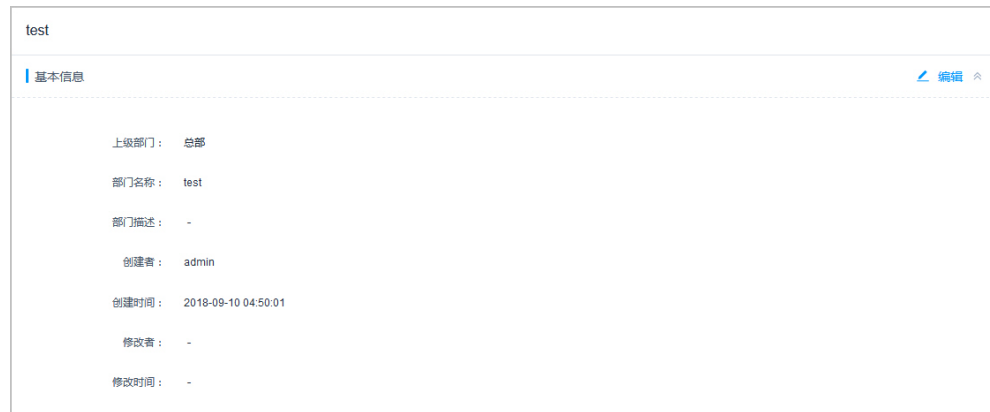 test
基本信息 编辑
上级部门： 总部
部门名称： test
部门描述： -
创建者： admin
创建时间： 2018-09-10 04:50:01
修改者： -
修改时间： -